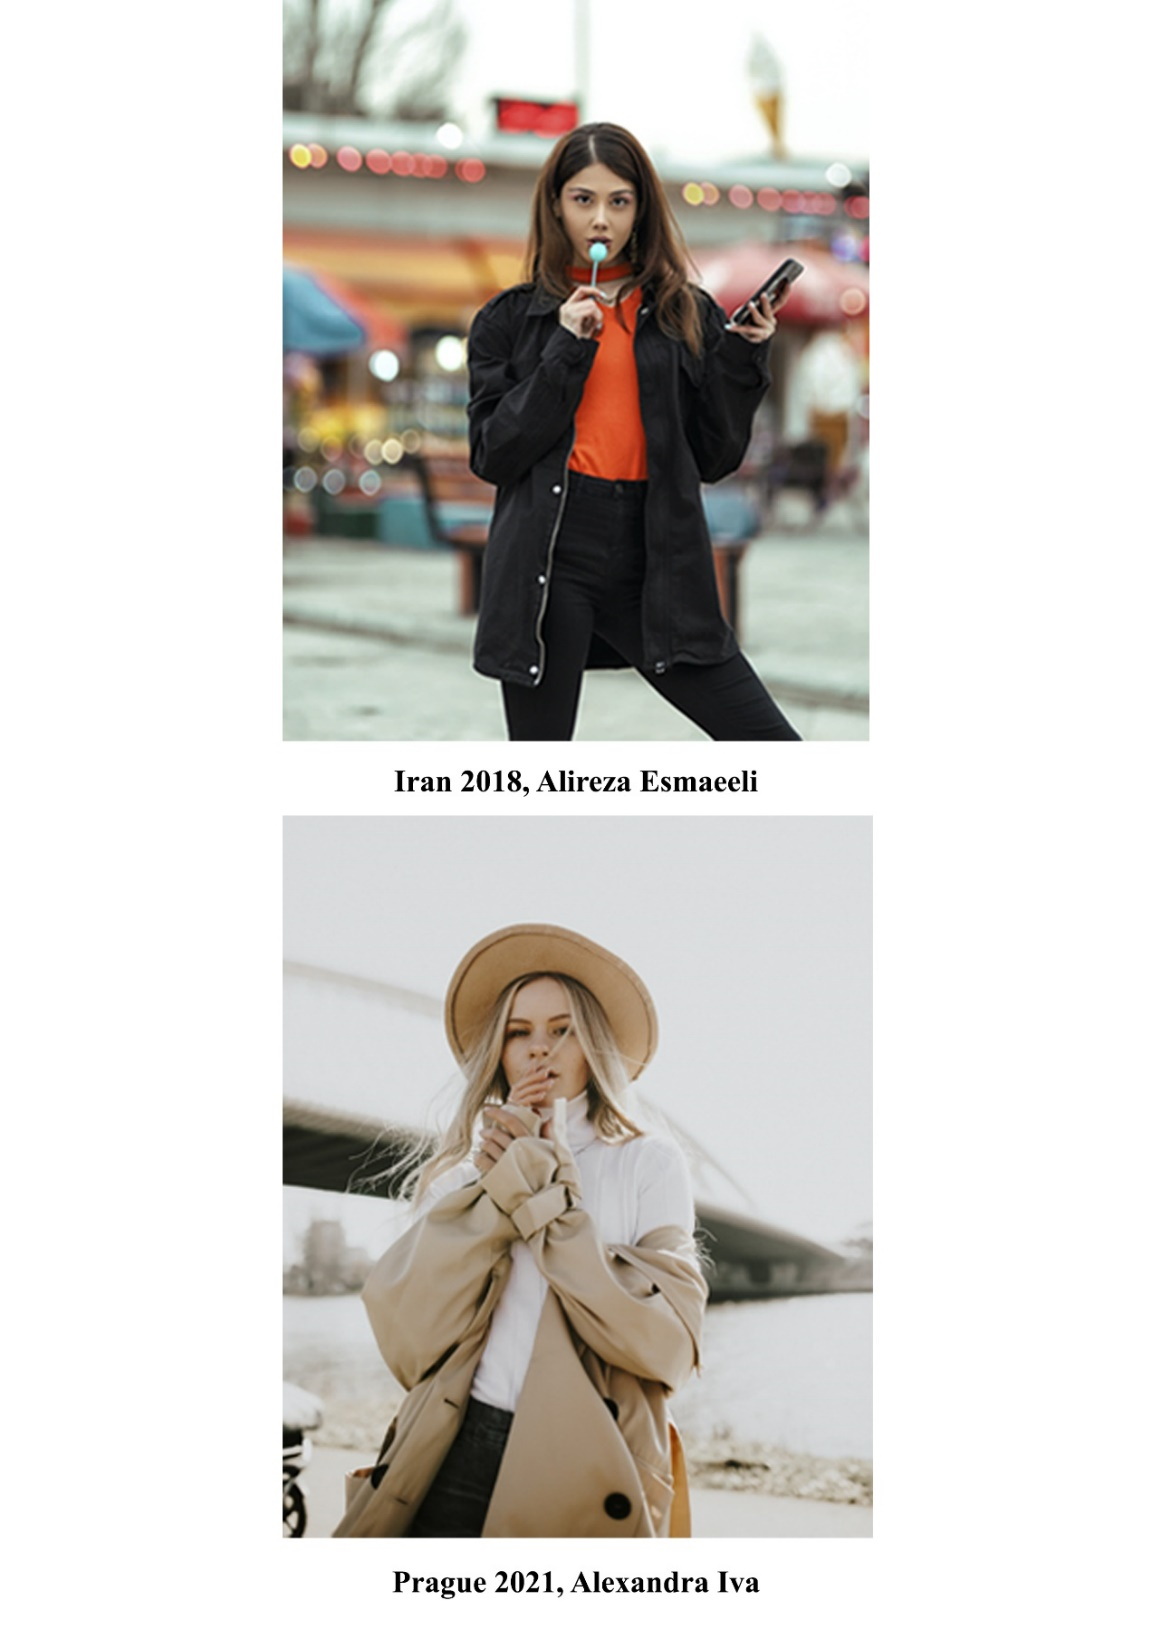 Iran 2018, Alireza Esmaeeli
Prague 2021, Alexandra Iva